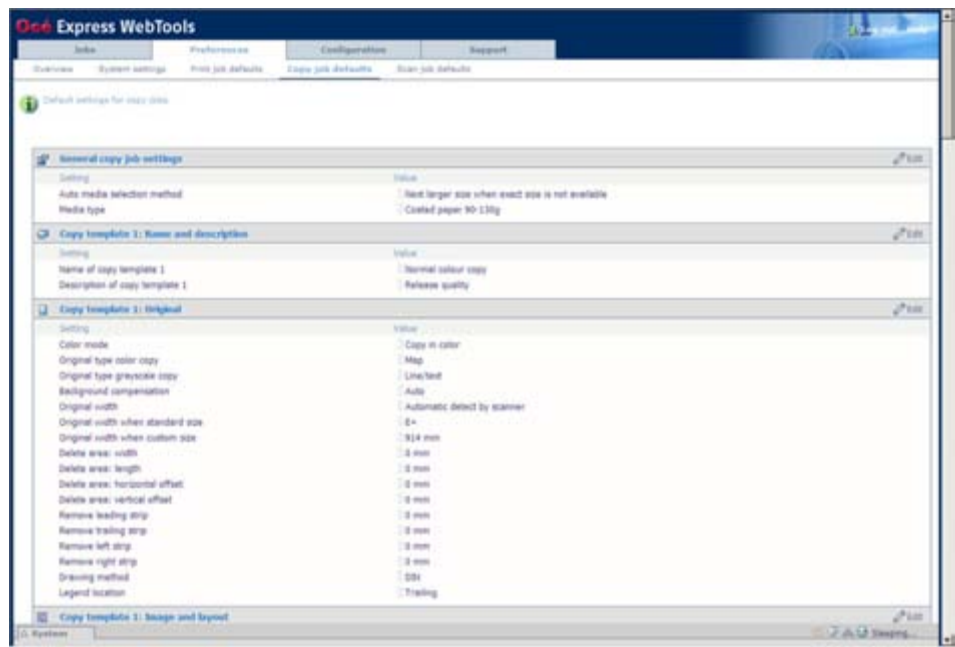 Océ Express WebTools
Jobs Preferences Configuration Support
Overview System settings Print job defaults Copy job defaults Scan job defaults
Default settings for copy jobs
General copy job settings Edit
Setting Value
Auto media selection method Next larger size when exact size is not available
Media type Coated paper 90-130g
Copy template 1: Name and description Edit
Setting Value
Name of copy template 1 Normal colour copy
Description of copy template 1 Release quality
Copy template 1: Original Edit
Setting Value
Color mode Copy in color
Original type color copy Map
Original type greyscale copy Line/text
Background compensation Auto
Original width Automatic detect by scanner
Original width when standard size E+
Original width when custom size 914 mm
Delete area: width 0 mm
Delete area: length 0 mm
Delete area: horizontal offset 0 mm
Delete area: vertical offset 0 mm
Remove leading strip 0 mm
Remove trailing strip 0 mm
Remove left strip 0 mm
Remove right strip 0 mm
Drawing method DIN
Legend location Trailing
Copy template 1: Image and layout Edit
System Sleeping...